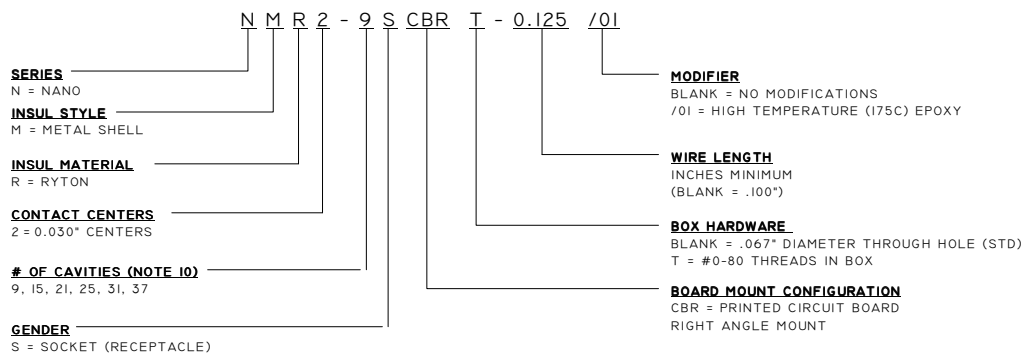 N M R 2 - 9 S CBR T - 0.125 /01
SERIES
N = NANO
INSUL STYLE
M = METAL SHELL
INSUL MATERIAL
R = RYTON
CONTACT CENTERS
2 = 0.030" CENTERS
# OF CAVITIES (NOTE 10)
9, 15, 21, 25, 31, 37
GENDER
S = SOCKET (RECEPTACLE)
MODIFIER
BLANK = NO MODIFICATIONS
/01 = HIGH TEMPERATURE (175C) EPOXY
WIRE LENGTH
INCHES MINIMUM
(BLANK = .100")
BOX HARDWARE
BLANK = .067" DIAMETER THROUGH HOLE (STD)
T = #0-80 THREADS IN BOX
BOARD MOUNT CONFIGURATION
CBR = PRINTED CIRCUIT BOARD
RIGHT ANGLE MOUNT